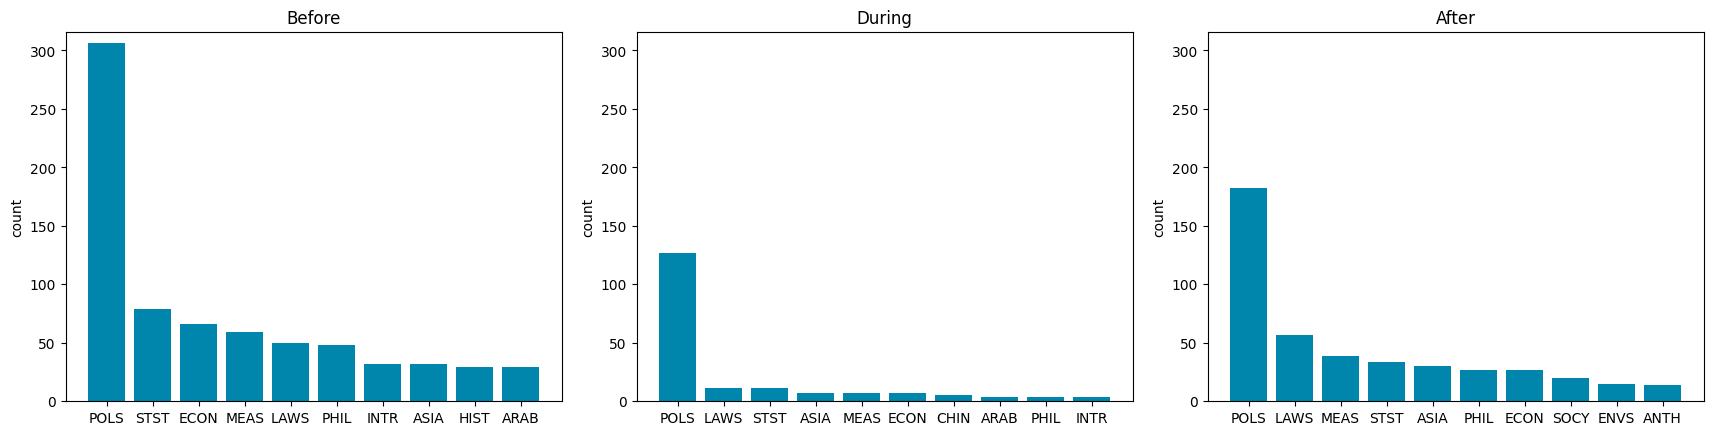 Before
300
250
200
150
100
50
0
count
POLS STST ECON MEAS LAWS PHIL INTR ASIA HIST ARAB
During
300
250
200
150
100
50
0
count
POLS LAWS STST ASIA MEAS ECON CHIN ARAB PHIL INTR
After
300
250
200
150
100
50
0
count
POLS LAWS MEAS STST ASIA PHIL ECON SOCY ENVS ANTH